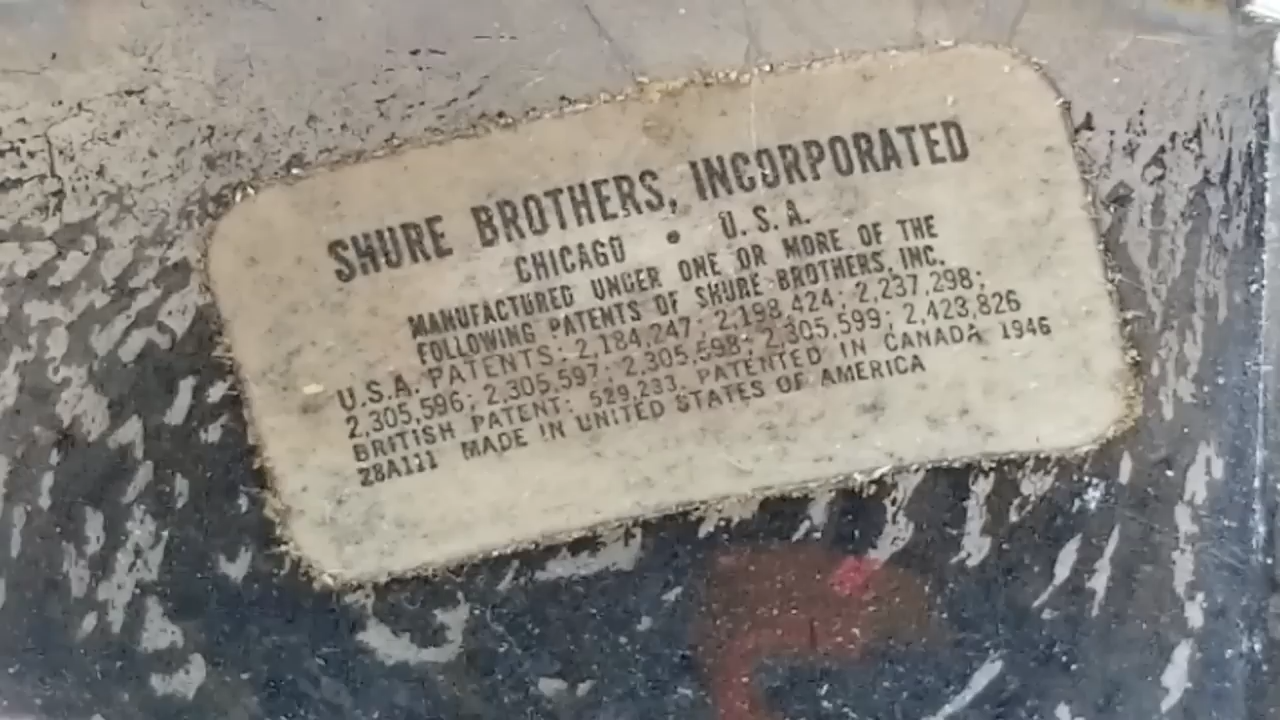 SHURE BROTHERS, INCORPORATED
CHICAGO • U.S.A.
MANUFACTURED UNDER ONE OR MORE OF THE
FOLLOWING PATENTS OF SHURE BROTHERS, INC.
U.S.A. PATENTS: 2,184,247; 2,198,424; 2,237,298;
2,305,596; 2,305,597; 2,305,598; 2,305,599; 2,423,826
BRITISH PATENT: 529,233. PATENTED IN CANADA 1946
28A111 MADE IN UNITED STATES OF AMERICA